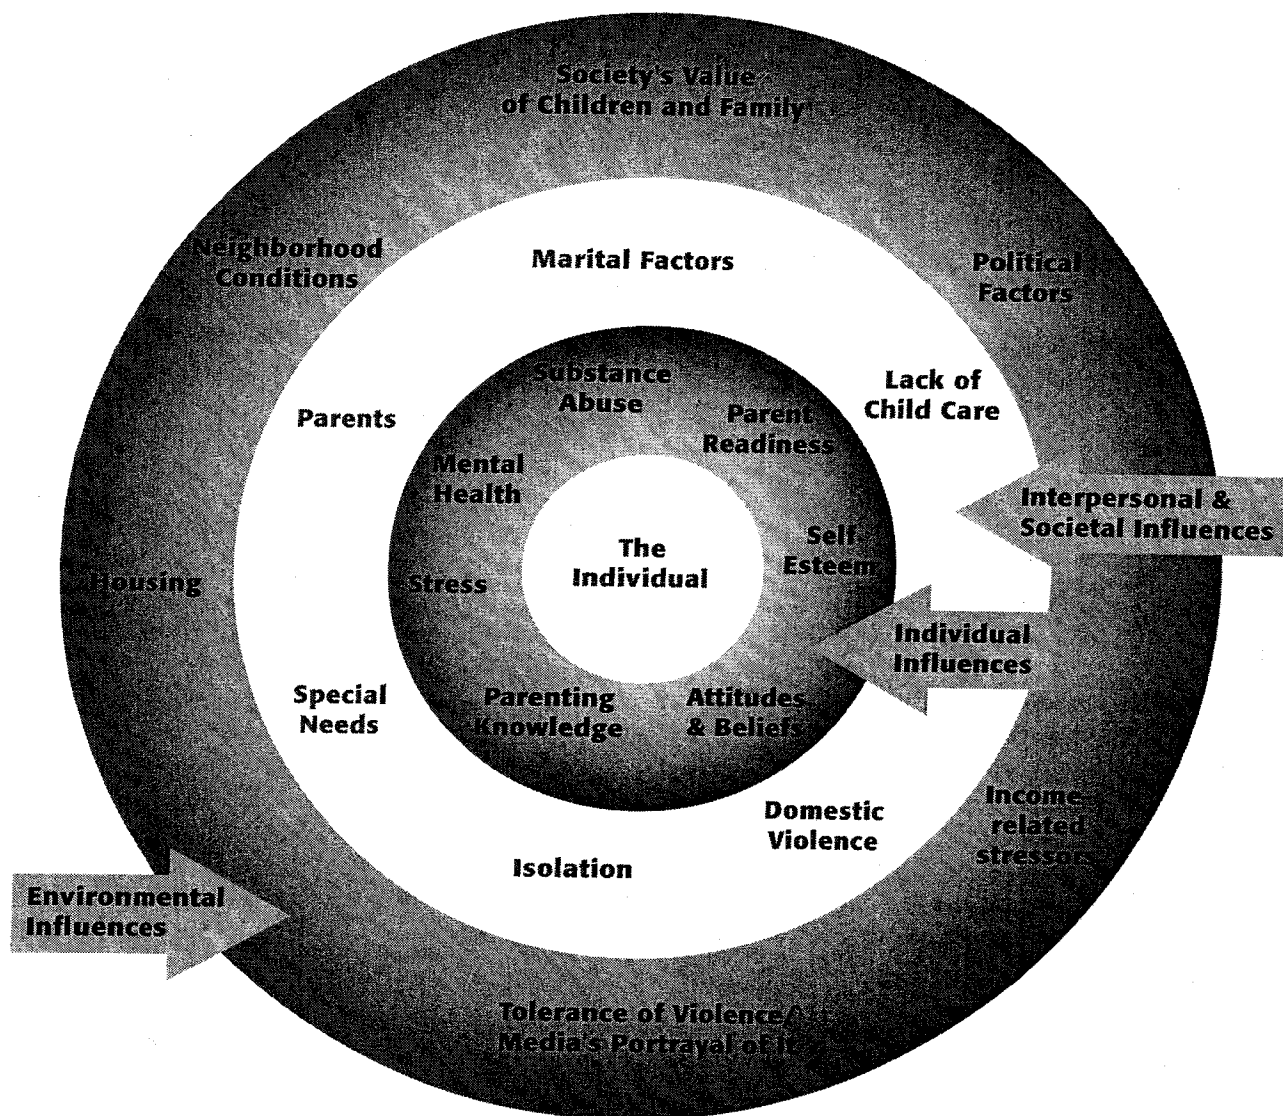 Society's Value
of Children and Family
Neighborhood
Conditions
Marital Factors
Political
Factors
Substance
Abuse
Lack of
Child Care
Parents
Parent
Readiness
Mental
Health
Interpersonal &
Societal Influences
The
Individual
Self
Esteem
Housing
Stress
Individual
Influences
Special
Needs
Parenting
Knowledge
Attitudes
& Beliefs
Domestic
Violence
Income-
related
stressors
Isolation
Environmental
Influences
Tolerance of Violence/
Media's Portrayal of It